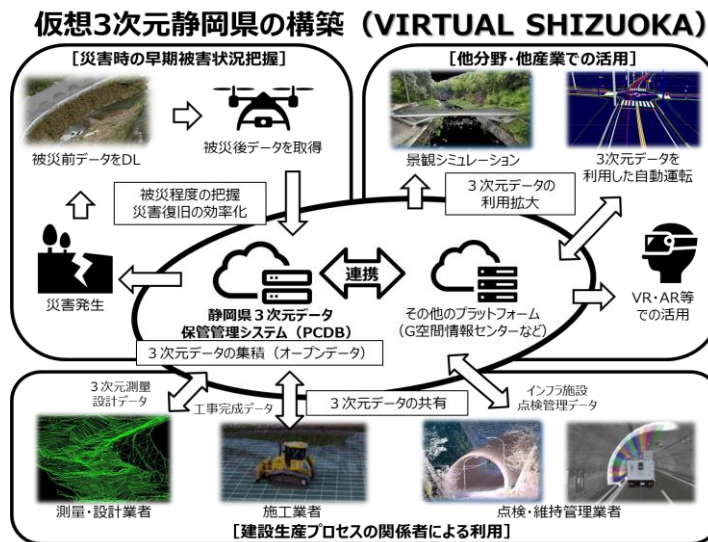 仮想3次元静岡県の構築（VIRTUAL SHIZUOKA）
[災害時の早期被害状況把握]
被災前データをDL
被災後データを取得
被災程度の把握
災害復旧の効率化
災害発生
[他分野・他産業での活用]
景観シミュレーション
3次元データを
利用した自動運転
３次元データの
利用拡大
VR・AR等
での活用
連携
静岡県３次元データ
保管管理システム（PCDB）
３次元データの集積（オープンデータ）
その他のプラットフォーム
（G空間情報センターなど）
３次元測量
設計データ
工事完成データ
３次元データの共有
インフラ施設
点検管理データ
測量・設計業者
施工業者
点検・維持管理業者
[建設生産プロセスの関係者による利用]